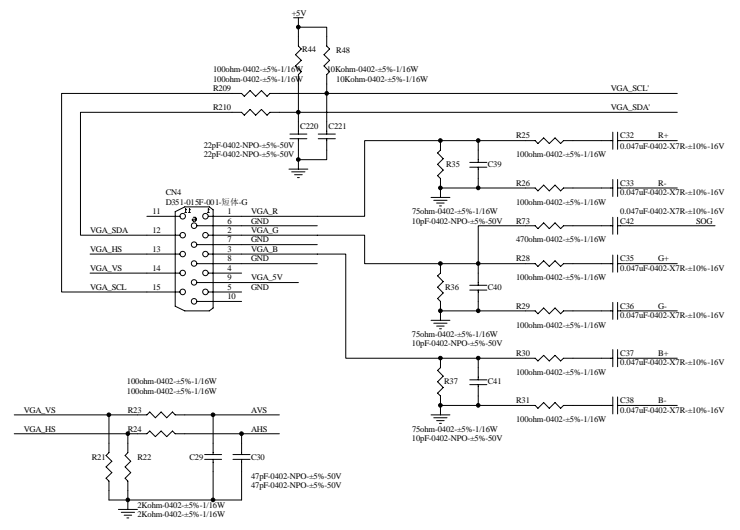 +5V
R44
R48
100ohm-0402-±5%-1/16W
10Kohm-0402-±5%-1/16W
100ohm-0402-±5%-1/16W
10Kohm-0402-±5%-1/16W
R209
VGA_SCL'
R210
VGA_SDA'
C220
C221
22pF-0402-NPO-±5%-50V
22pF-0402-NPO-±5%-50V
R25
C32
R+
R35
C39
100ohm-0402-±5%-1/16W
0.047uF-0402-X7R-±10%-16V
R26
C33
R-
CN4
D351-015F-001-短体-G
75ohm-0402-±5%-1/16W
10pF-0402-NPO-±5%-50V
100ohm-0402-±5%-1/16W
0.047uF-0402-X7R-±10%-16V
0.047uF-0402-X7R-±10%-16V
11
1
VGA_R
6
GND
R73
C42
SOG
VGA_SDA
12
2
VGA_G
470ohm-0402-±5%-1/16W
7
GND
VGA_HS
13
3
VGA_B
R28
C35
G+
8
GND
100ohm-0402-±5%-1/16W
0.047uF-0402-X7R-±10%-16V
VGA_VS
14
4
9
VGA_5V
R36
C40
VGA_SCL
15
5
GND
10
R29
C36
G-
100ohm-0402-±5%-1/16W
0.047uF-0402-X7R-±10%-16V
75ohm-0402-±5%-1/16W
10pF-0402-NPO-±5%-50V
R30
C37
B+
100ohm-0402-±5%-1/16W
0.047uF-0402-X7R-±10%-16V
R37
C41
R31
C38
B-
100ohm-0402-±5%-1/16W
0.047uF-0402-X7R-±10%-16V
75ohm-0402-±5%-1/16W
10pF-0402-NPO-±5%-50V
100ohm-0402-±5%-1/16W
100ohm-0402-±5%-1/16W
VGA_VS
R23
AVS
VGA_HS
R24
AHS
R21
R22
C29
C30
47pF-0402-NPO-±5%-50V
47pF-0402-NPO-±5%-50V
2Kohm-0402-±5%-1/16W
2Kohm-0402-±5%-1/16W